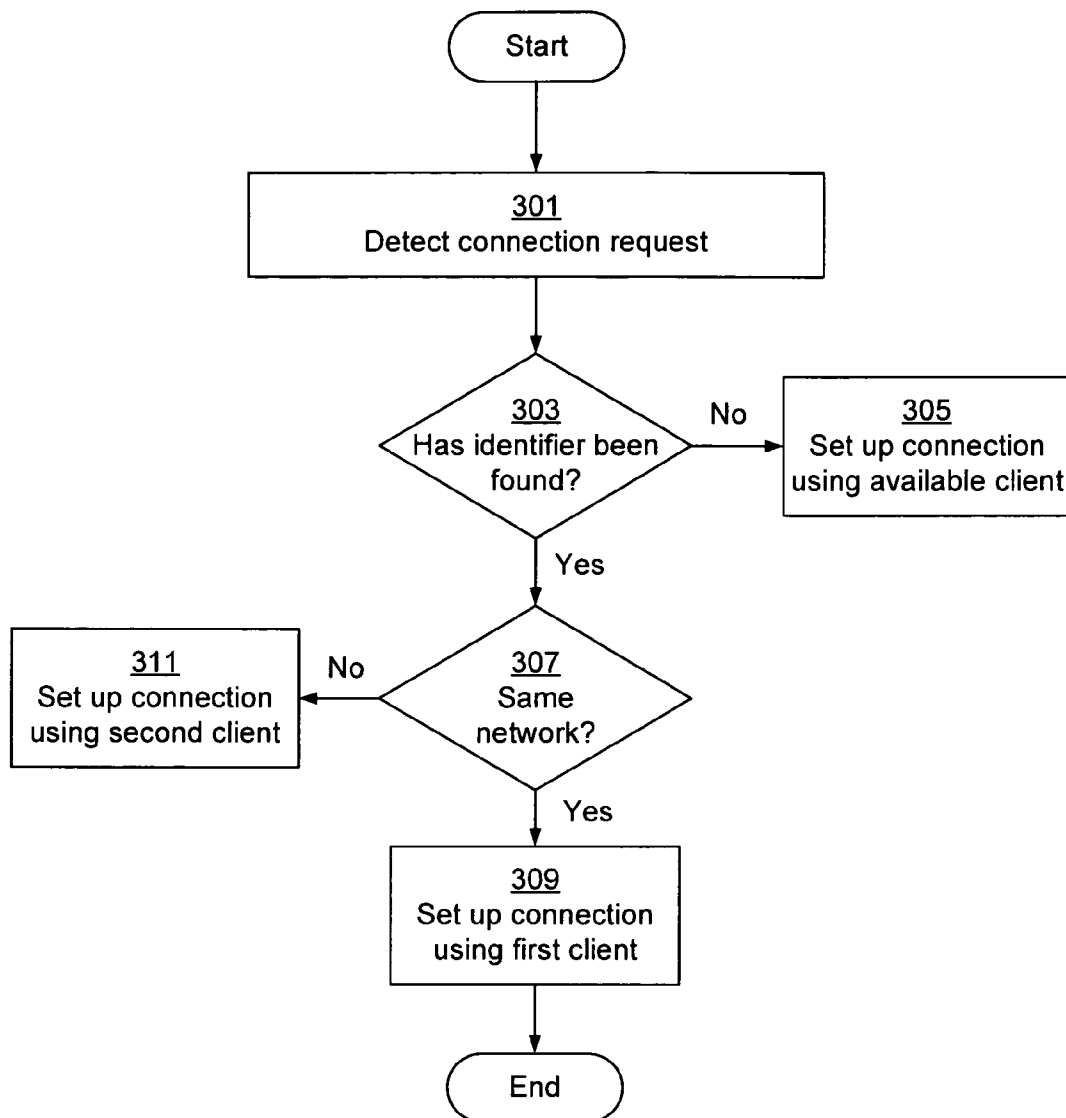 Start
301
Detect connection request
303
Has identifier been
found?
No
305
Set up connection
using available client
Yes
307
Same
network?
No
311
Set up connection
using second client
Yes
309
Set up connection
using first client
End